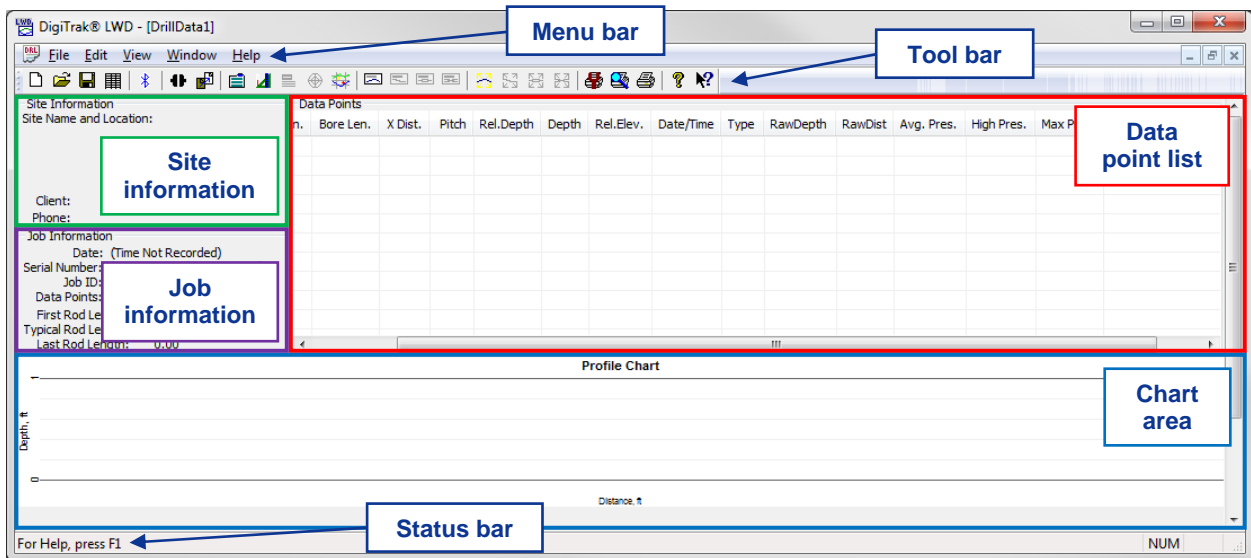 LWD DigiTrak® LWD - [DrillData1]
Menu bar
DRL File Edit View Window Help
Tool bar
Site Information
Site Name and Location:
Client:
Phone:
Site
information
Data Points
n. Bore Len. X Dist. Pitch Rel.Depth Depth Rel.Elev. Date/Time Type RawDepth RawDist Avg. Pres. High Pres. Max P
Data
point list
Job Information
Date: (Time Not Recorded)
Serial Number:
Job ID:
Data Points:
First Rod Le
Typical Rod Le
Last Rod Length: 0.00
Job
information
Profile Chart
1
Depth, ft
0
Distance, ft
Chart
area
Status bar
For Help, press F1 NUM